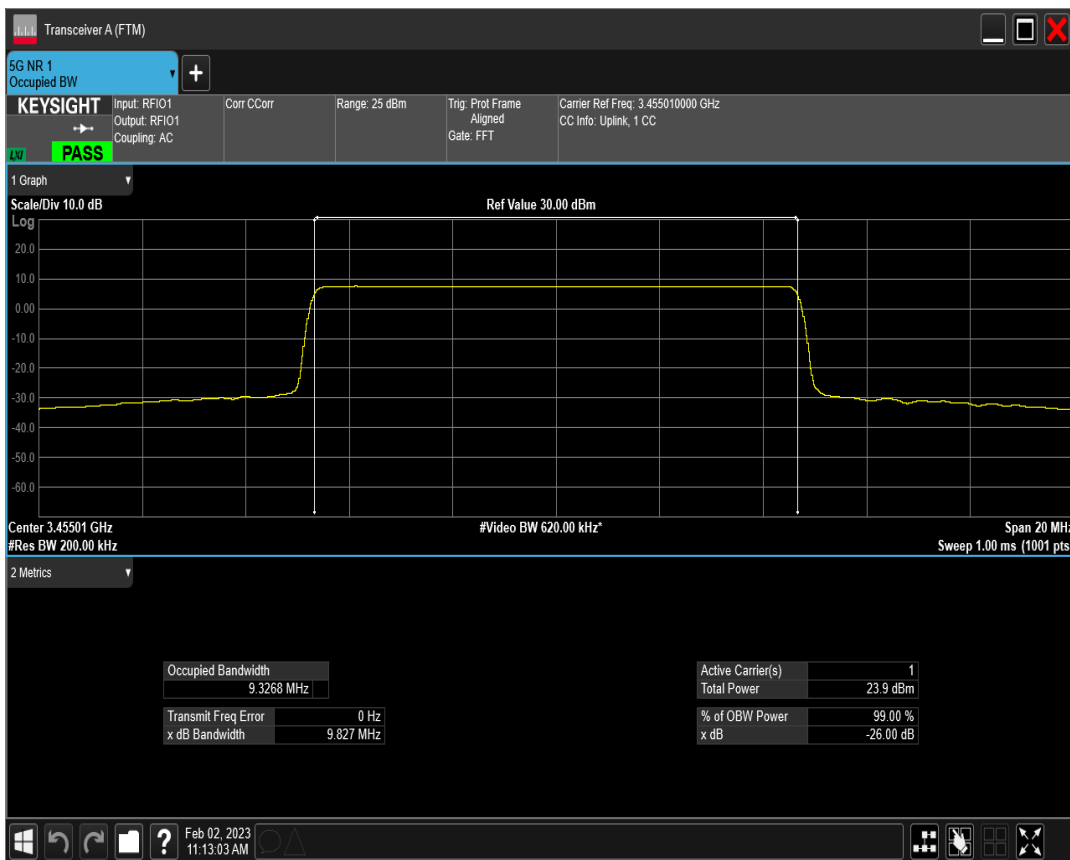 Transceiver A (FTM)
5G NR 1
Occupied BW
+
KEYSIGHT
LXI
PASS
Input: RFIO1
Output: RFIO1
Coupling: AC
Corr CCorr
Range: 25 dBm
Trig: Prot Frame
Aligned
Gate: FFT
Carrier Ref Freq: 3.455010000 GHz
CC Info: Uplink, 1 CC
1 Graph
Scale/Div 10.0 dB
Ref Value 30.00 dBm
Log
20.0
10.0
0.00
-10.0
-20.0
-30.0
-40.0
-50.0
-60.0
Center 3.45501 GHz
#Video BW 620.00 kHz*
Span 20 MHz
#Res BW 200.00 kHz
Sweep 1.00 ms (1001 pts
2 Metrics
Occupied Bandwidth
9.3268 MHz
Transmit Freq Error 0 Hz
x dB Bandwidth 9.827 MHz
Active Carrier(s) 1
Total Power 23.9 dBm
% of OBW Power 99.00 %
x dB -26.00 dB
?
Feb 02, 2023
11:13:03 AM